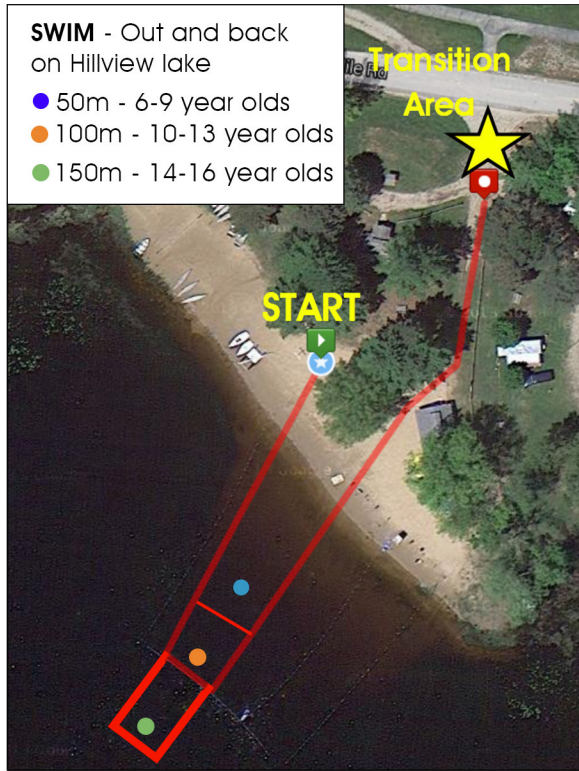 SWIM - Out and back
on Hillview lake
50m - 6-9 year olds
100m - 10-13 year olds
150m - 14-16 year olds
Transition
Area
START